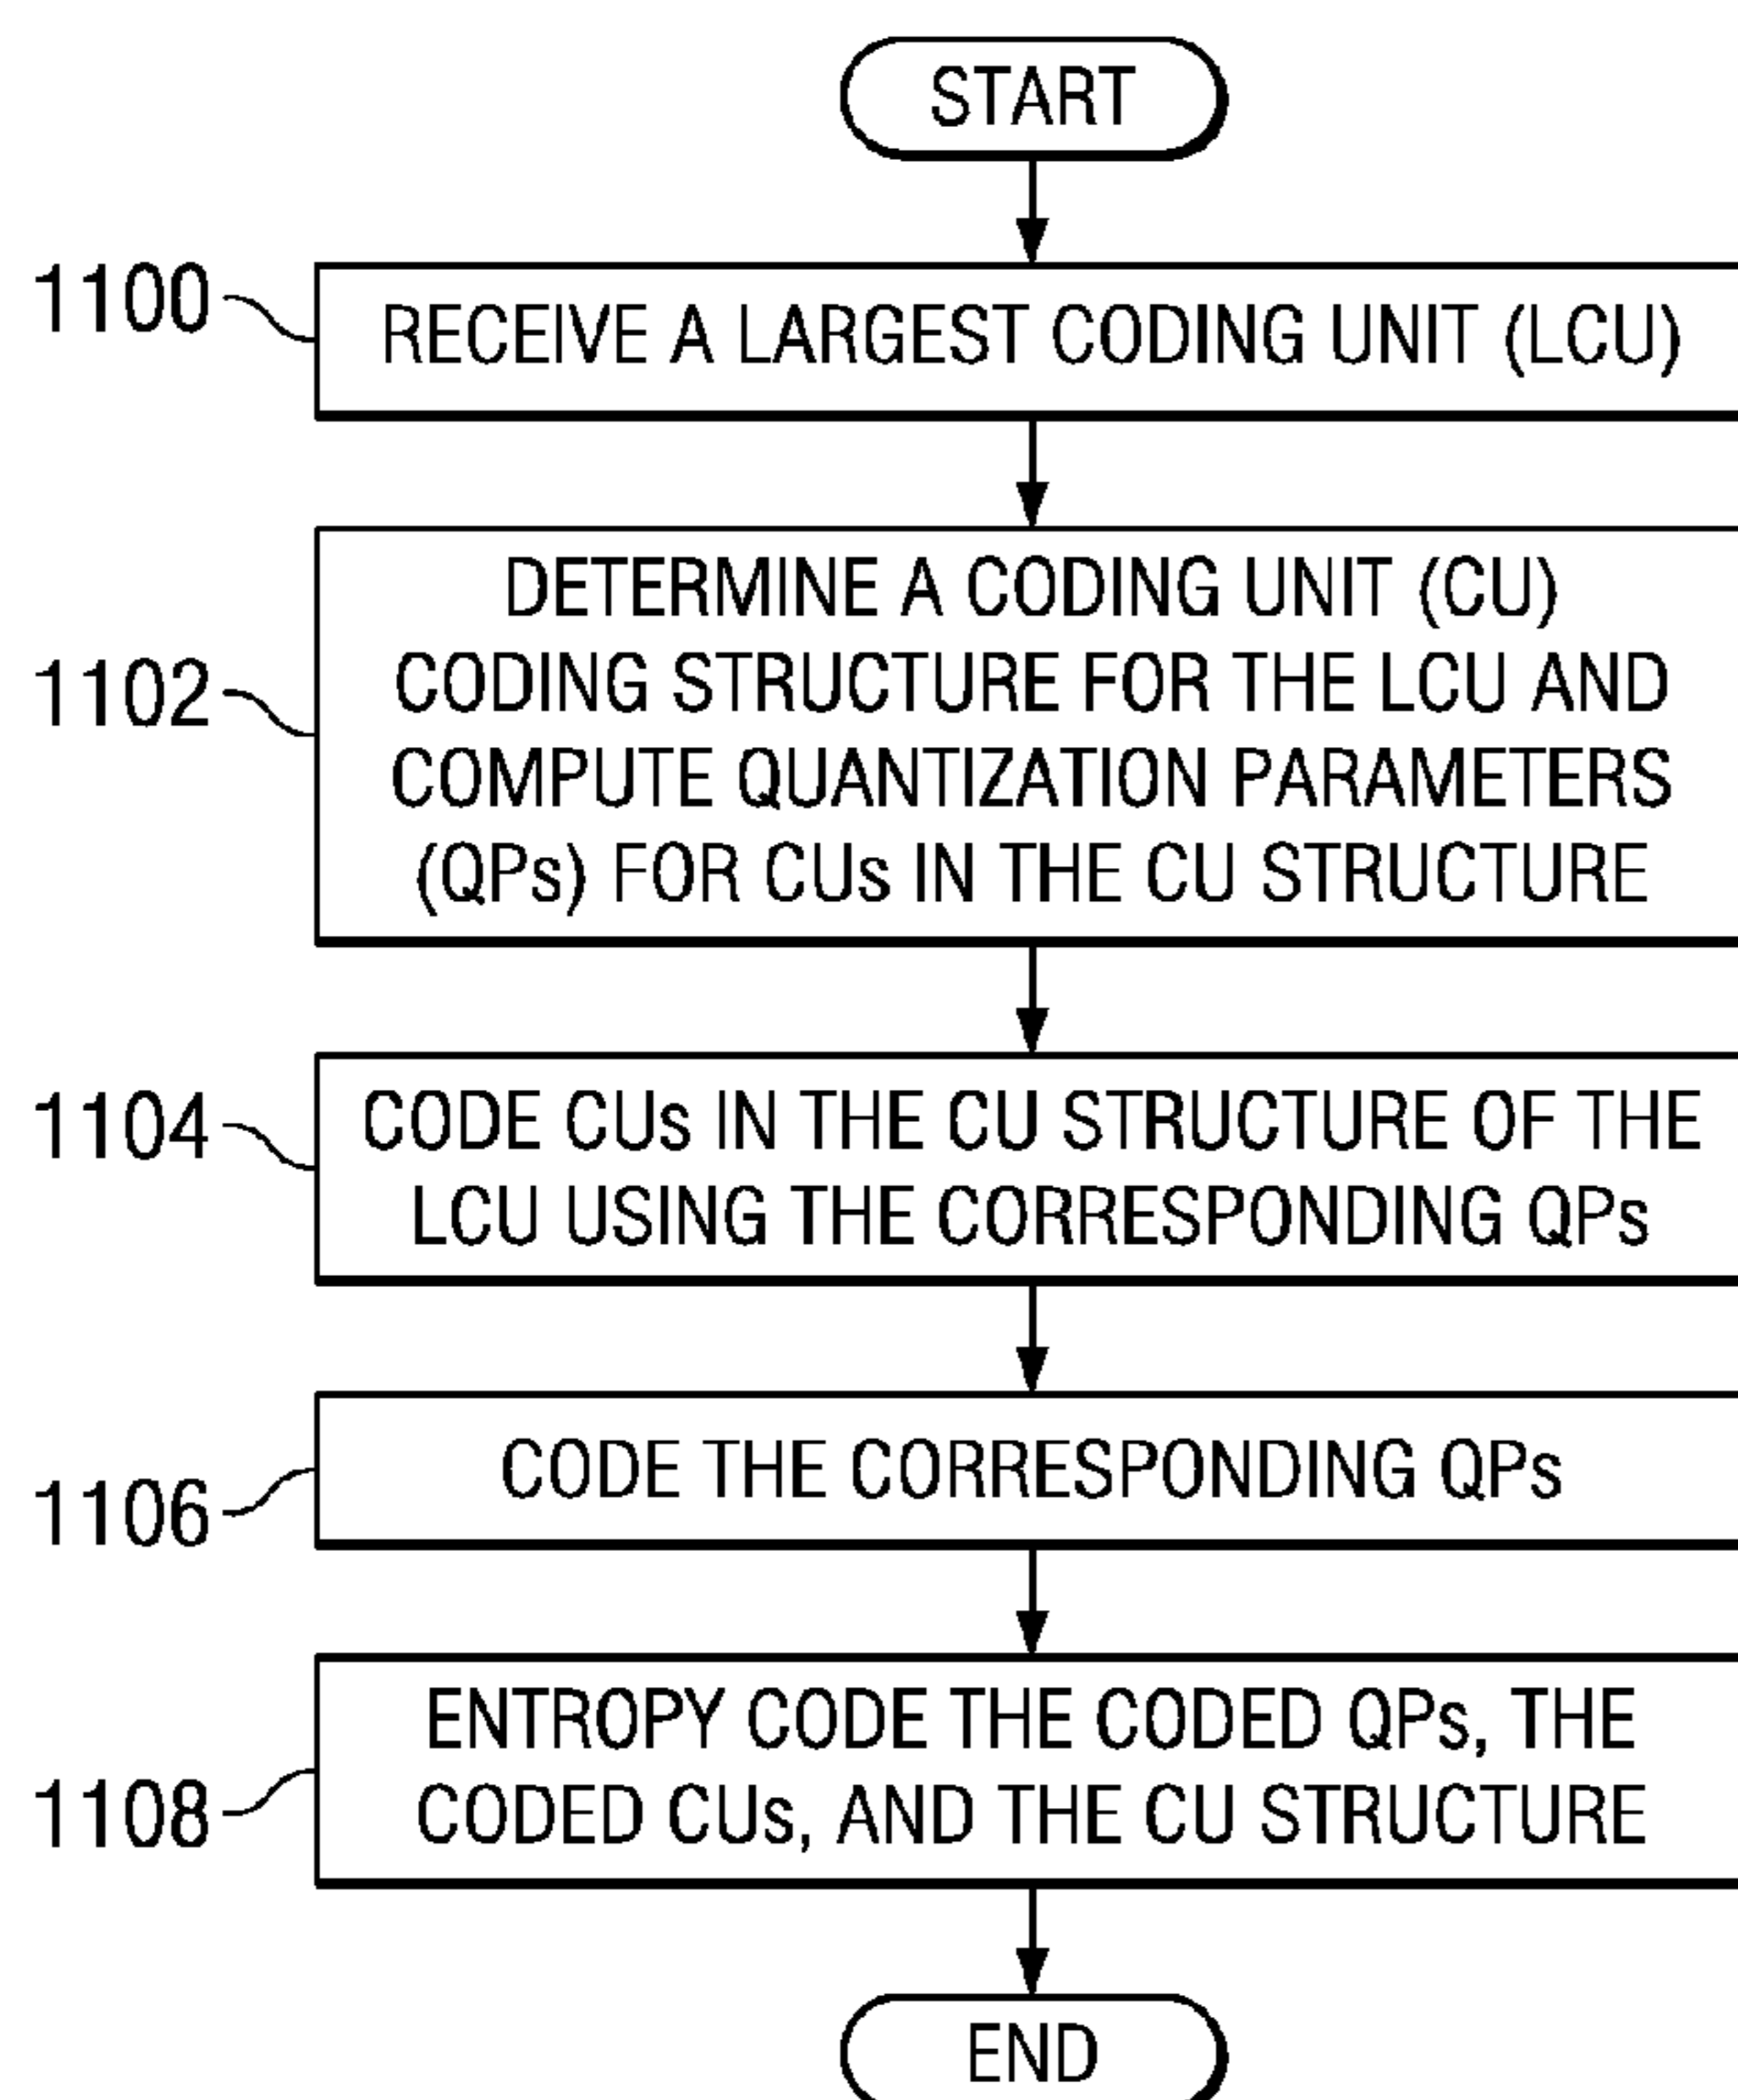 START
1100
RECEIVE A LARGEST CODING UNIT (LCU)
1102
DETERMINE A CODING UNIT (CU)
CODING STRUCTURE FOR THE LCU AND
COMPUTE QUANTIZATION PARAMETERS
(QPs) FOR CUs IN THE CU STRUCTURE
1104
CODE CUs IN THE CU STRUCTURE OF THE
LCU USING THE CORRESPONDING QPs
1106
CODE THE CORRESPONDING QPs
1108
ENTROPY CODE THE CODED QPs, THE
CODED CUs, AND THE CU STRUCTURE
END